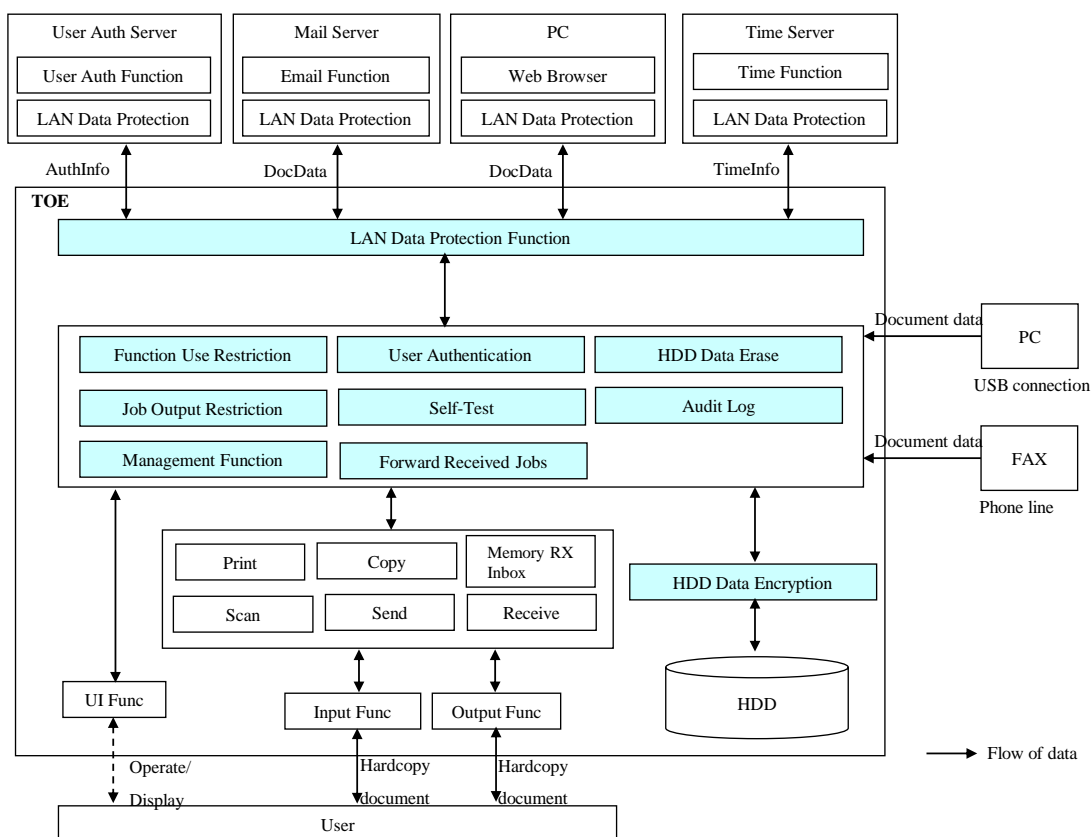 User Auth Server
User Auth Function
LAN Data Protection
Mail Server
Email Function
LAN Data Protection
PC
Web Browser
LAN Data Protection
Time Server
Time Function
LAN Data Protection
AuthInfo
DocData
DocData
TimeInfo
TOE
LAN Data Protection Function
Function Use Restriction
User Authentication
HDD Data Erase
Job Output Restriction
Self-Test
Audit Log
Management Function
Forward Received Jobs
Document data
PC
USB connection
Document data
FAX
Phone line
Print
Copy
Memory RX
Inbox
Scan
Send
Receive
HDD Data Encryption
HDD
UI Func
Input Func
Output Func
Operate/
Display
Hardcopy
document
Hardcopy
document
Flow of data
User